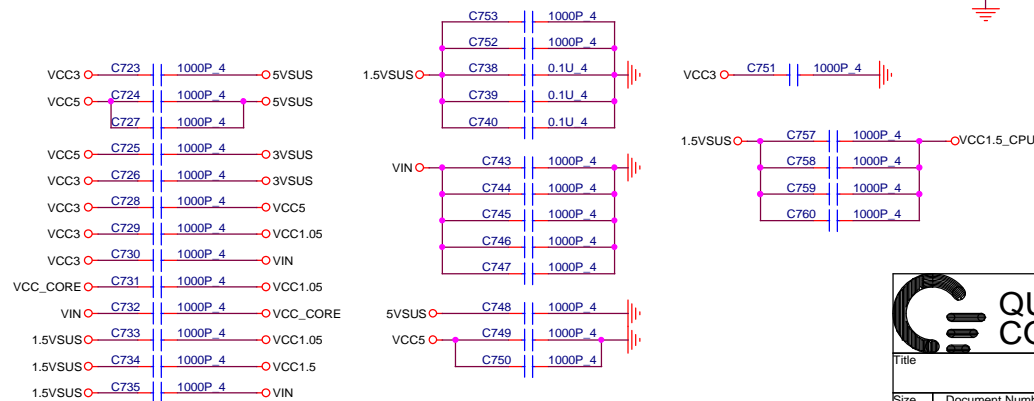 VCC3 C723 1000P_4 5VSUS
VCC5 C724 1000P_4 5VSUS
C727 1000P_4
VCC5 C725 1000P_4 3VSUS
VCC3 C726 1000P_4 3VSUS
VCC3 C728 1000P_4 VCC5
VCC3 C729 1000P_4 VCC1.05
VCC3 C730 1000P_4 VIN
VCC_CORE C731 1000P_4 VCC1.05
VIN C732 1000P_4 VCC_CORE
1.5VSUS C733 1000P_4 VCC1.05
1.5VSUS C734 1000P_4 VCC1.5
1.5VSUS C735 1000P_4 VIN
C753 1000P_4
C752 1000P_4
1.5VSUS C738 0.1U_4
C739 0.1U_4
C740 0.1U_4
VIN C743 1000P_4
C744 1000P_4
C745 1000P_4
C746 1000P_4
C747 1000P_4
5VSUS C748 1000P_4
VCC5 C749 1000P_4
C750 1000P_4
VCC3 C751 1000P_4
1.5VSUS C757 1000P_4 VCC1.5_CPU
C758 1000P_4
C759 1000P_4
C760 1000P_4
Title